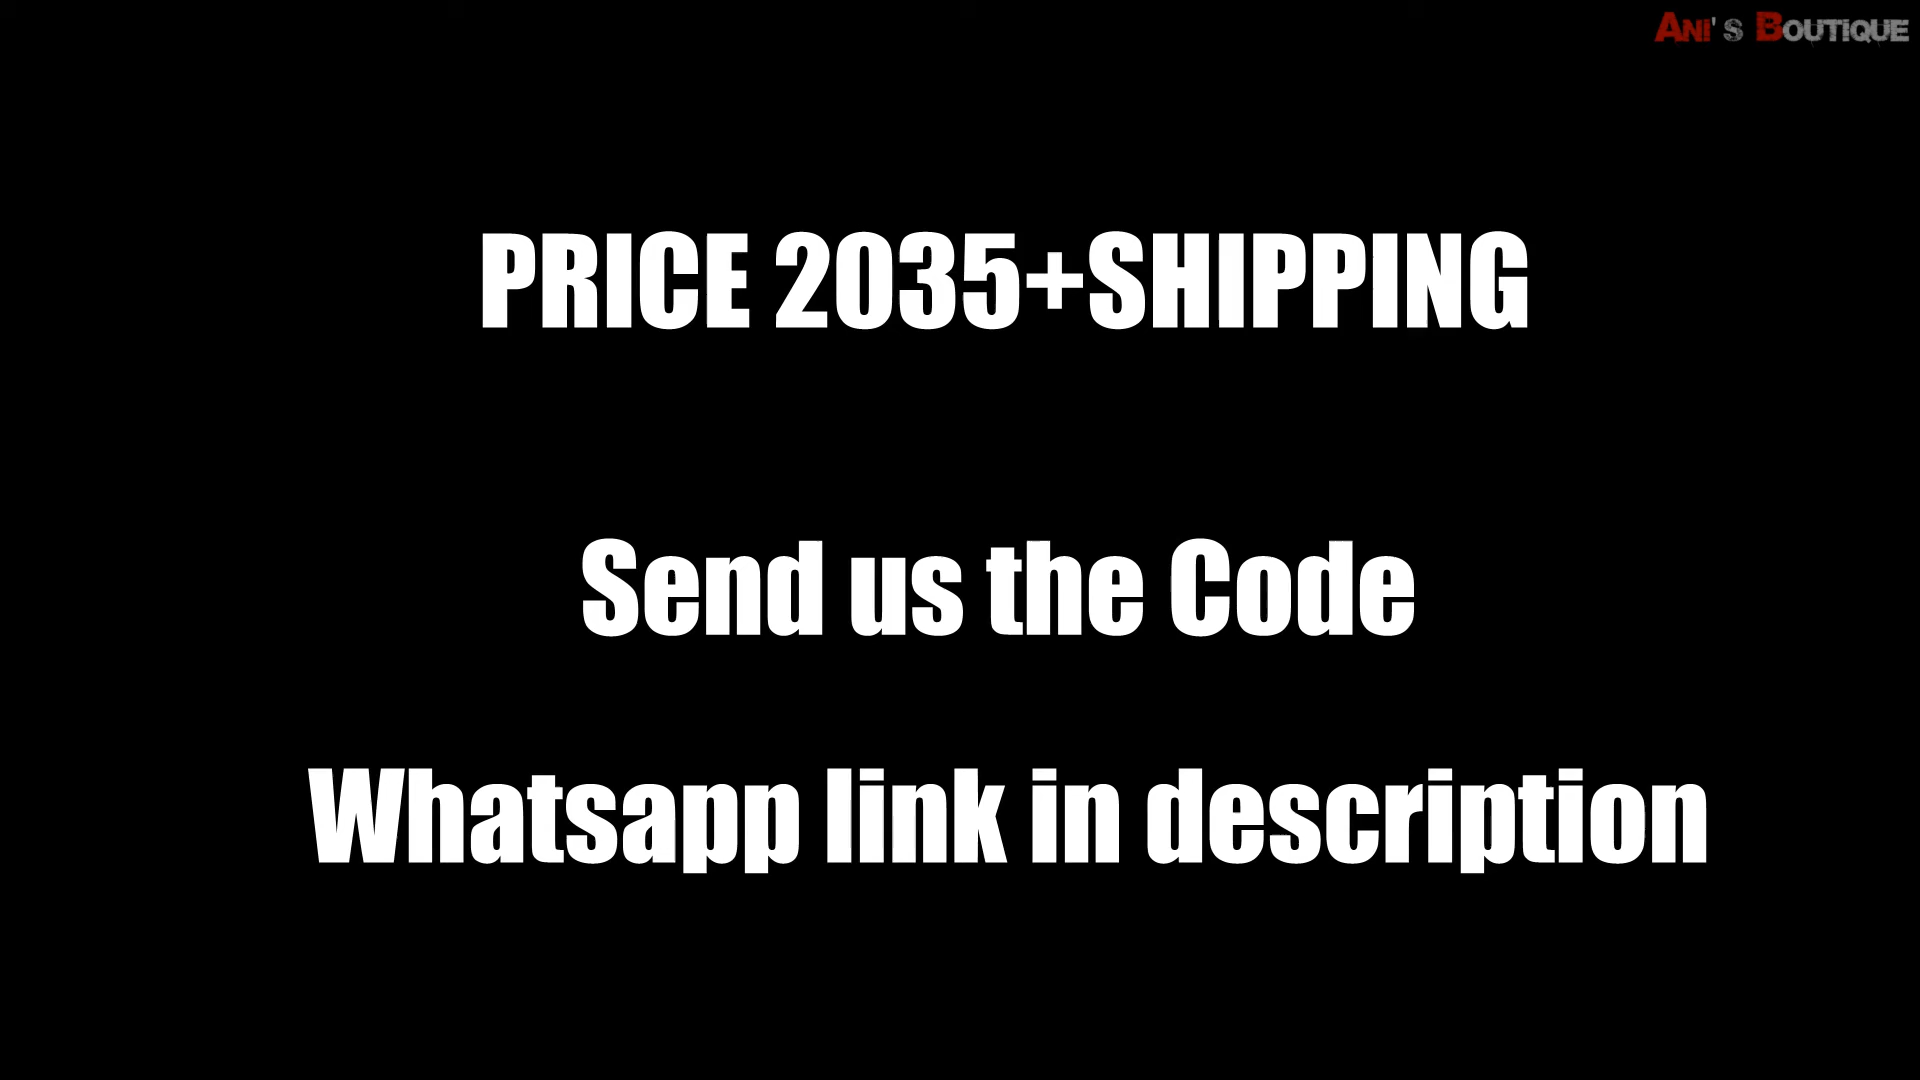 Ani's Boutique
PRICE 2035+SHIPPING
Send us the Code
Whatsapp link in description